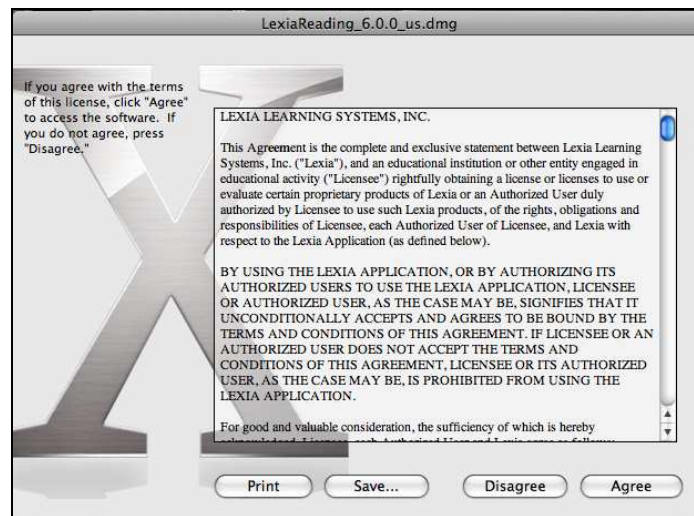 LexiaReading_6.0.0_us.dmg
If you agree with the terms
of this license, click "Agree"
to access the software. If
you do not agree, press
"Disagree."
LEXIA LEARNING SYSTEMS, INC.
This Agreement is the complete and exclusive statement between Lexia Learning
Systems, Inc. ("Lexia"), and an educational institution or other entity engaged in
educational activity ("Licensee") rightfully obtaining a license or licenses to use or
evaluate certain proprietary products of Lexia or an Authorized User duly
authorized by Licensee to use such Lexia products, of the rights, obligations and
responsibilities of Licensee, each Authorized User of Licensee, and Lexia with
respect to the Lexia Application (as defined below).
BY USING THE LEXIA APPLICATION, OR BY AUTHORIZING ITS
AUTHORIZED USERS TO USE THE LEXIA APPLICATION, LICENSEE
OR AUTHORIZED USER, AS THE CASE MAY BE, SIGNIFIES THAT IT
UNCONDITIONALLY ACCEPTS AND AGREES TO BE BOUND BY THE
TERMS AND CONDITIONS OF THIS AGREEMENT. IF LICENSEE OR AN
AUTHORIZED USER DOES NOT ACCEPT THE TERMS AND
CONDITIONS OF THIS AGREEMENT, LICENSEE OR ITS AUTHORIZED
USER, AS THE CASE MAY BE, IS PROHIBITED FROM USING THE
LEXIA APPLICATION.
For good and valuable consideration, the sufficiency of which is hereby
Print Save... Disagree Agree